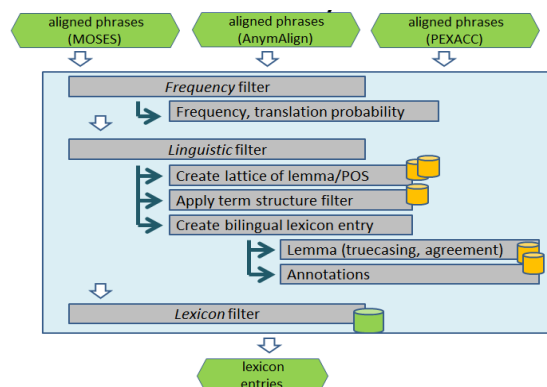 aligned phrases
(MOSES)
aligned phrases
(AnymAlign)
aligned phrases
(PEXACC)
Frequency filter
Frequency, translation probability
Linguistic filter
Create lattice of lemma/POS
Apply term structure filter
Create bilingual lexicon entry
Lemma (truecasing, agreement)
Annotations
Lexicon filter
lexicon
entries